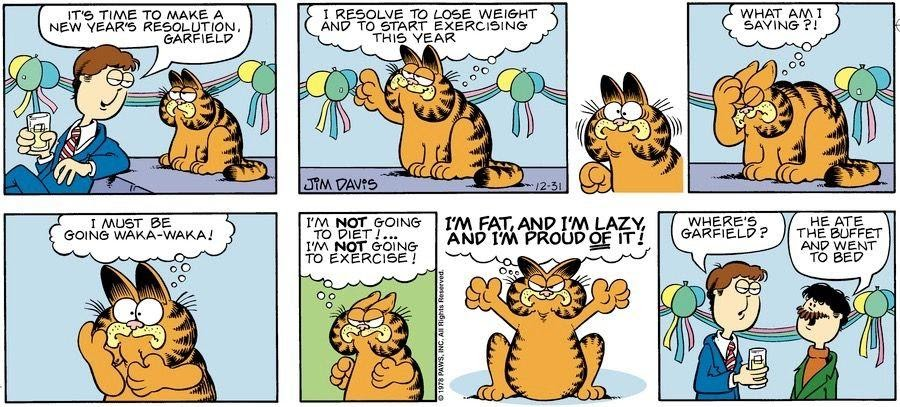 IT'S TIME TO MAKE A
NEW YEAR'S RESOLUTION,
GARFIELD
I RESOLVE TO LOSE WEIGHT
AND TO START EXERCISING
THIS YEAR
JIM DAVIS
12-31
WHAT AM I
SAYING?!
I MUST BE
GOING WAKA-WAKA!
I'M NOT GOING
TO DIET!...
I'M NOT GOING
TO EXERCISE!
© 1978 PAWS, INC. All Rights Reserved.
I'M FAT, AND I'M LAZY,
AND I'M PROUD OF IT!
WHERE'S
GARFIELD?
HE ATE
THE BUFFET
AND WENT
TO BED